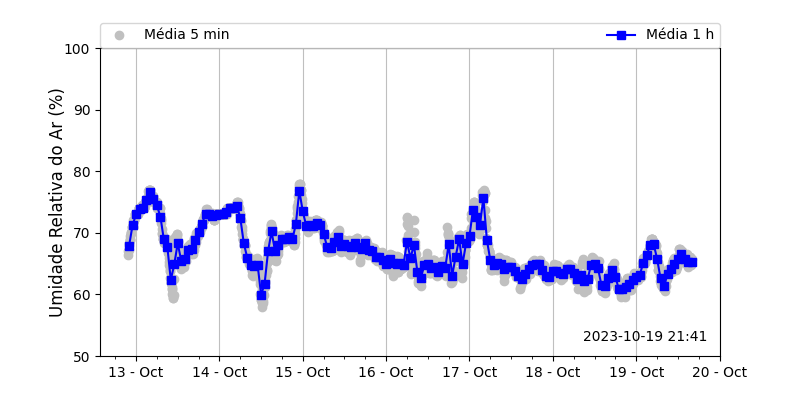 Média 5 min
Média 1 h
Umidade Relativa do Ar (%)
100
90
80
70
60
50
2023-10-19 21:41
13 - Oct
14 - Oct
15 - Oct
16 - Oct
17 - Oct
18 - Oct
19 - Oct
20 - Oct